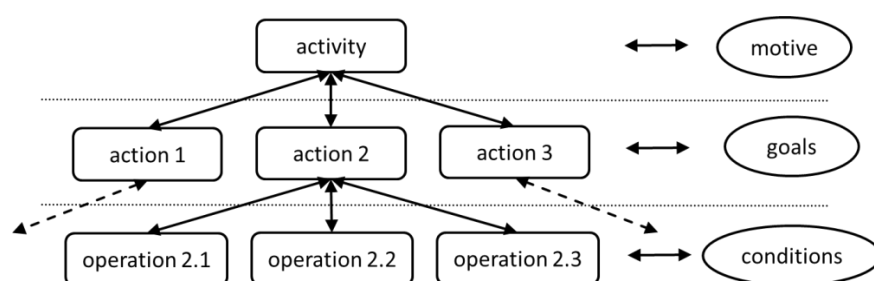 activity
motive
action 1
action 2
action 3
goals
operation 2.1
operation 2.2
operation 2.3
conditions